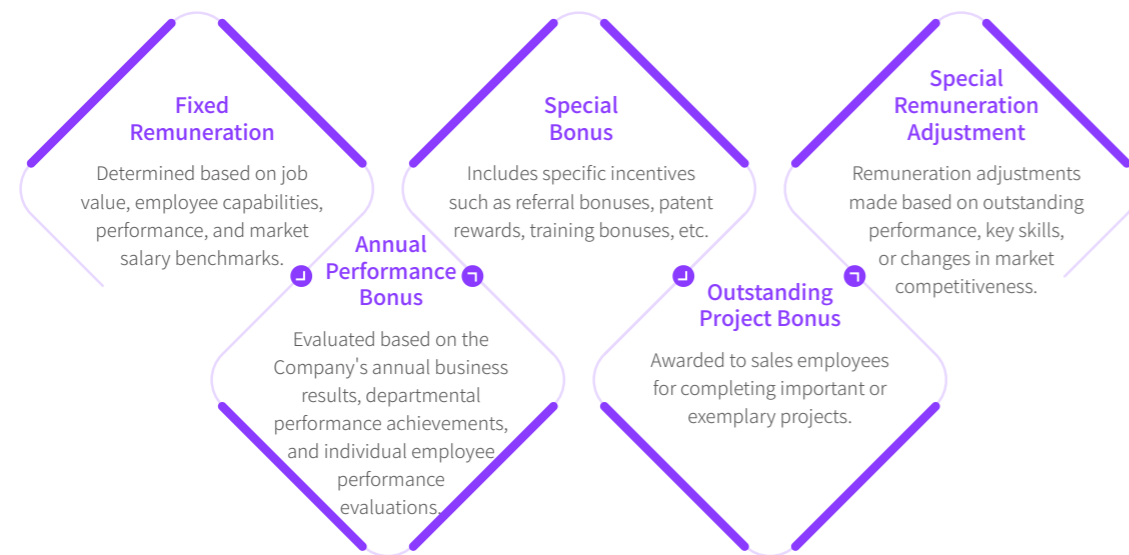 Fixed
Remuneration
Determined based on job
value, employee capabilities,
performance, and market
salary benchmarks.
Annual
Performance
Bonus
Evaluated based on the
Company's annual business
results, departmental
performance achievements,
and individual employee
performance
evaluations.
Special
Bonus
Includes specific incentives
such as referral bonuses, patent
rewards, training bonuses, etc.
Outstanding
Project Bonus
Awarded to sales employees
for completing important or
exemplary projects.
Special
Remuneration
Adjustment
Remuneration adjustments
made based on outstanding
performance, key skills,
or changes in market
competitiveness.